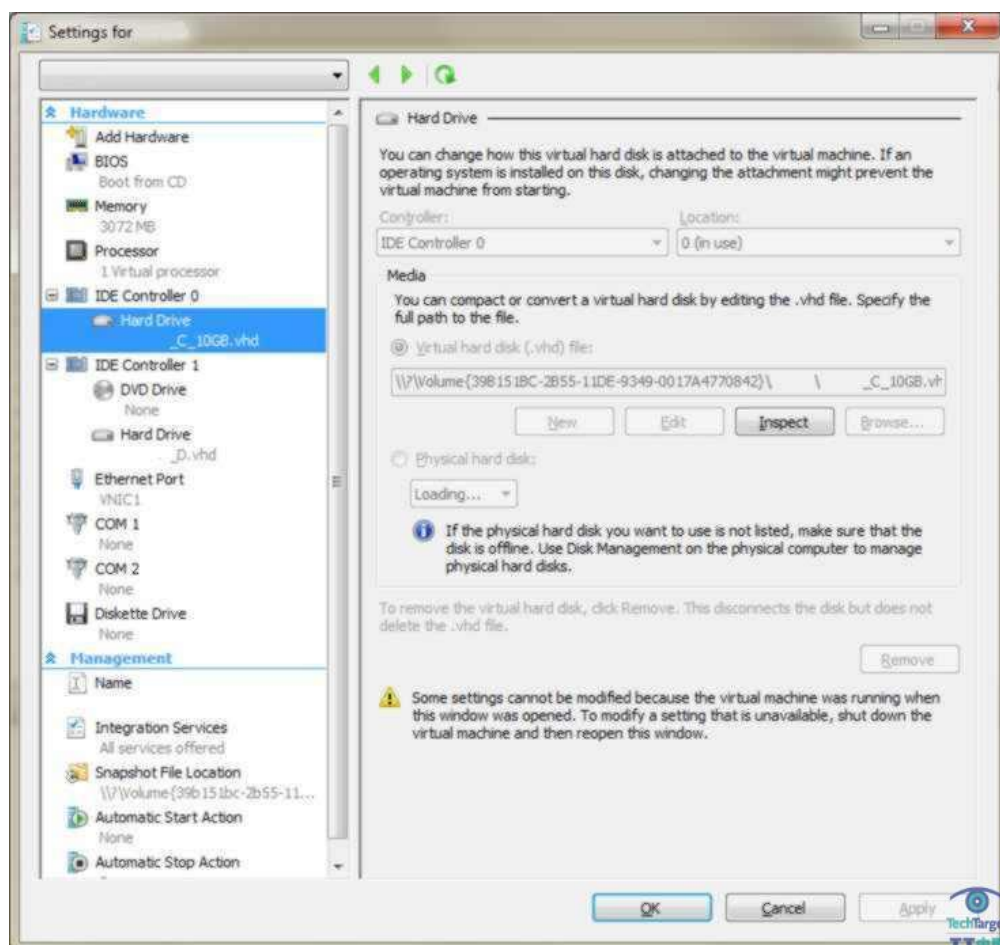 Settings for
Hardware
Add Hardware
BIOS
Boot from CD
Memory
3072 MB
Processor
1 Virtual processor
IDE Controller 0
Hard Drive
_C_10GB.vhd
IDE Controller 1
DVD Drive
None
Hard Drive
_D.vhd
Ethernet Port
VNIC1
COM 1
None
COM 2
None
Diskette Drive
None
Management
Name
Integration Services
All services offered
Snapshot File Location
\\?\Volume{39b151bc-2b55-11...
Automatic Start Action
None
Automatic Stop Action
Hard Drive
You can change how this virtual hard disk is attached to the virtual machine. If an
operating system is installed on this disk, changing the attachment might prevent the
virtual machine from starting.
Controller: Location:
IDE Controller 0 0 (in use)
Media
You can compact or convert a virtual hard disk by editing the .vhd file. Specify the
full path to the file.
Virtual hard disk (.vhd) file:
\\?\Volume{39B151BC-2B55-11DE-9349-0017A4770842}\ \ _C_10GB.vh
New Edit Inspect Browse...
Physical hard disk:
Loading...
If the physical hard disk you want to use is not listed, make sure that the
disk is offline. Use Disk Management on the physical computer to manage
physical hard disks.
To remove the virtual hard disk, click Remove. This disconnects the disk but does not
delete the .vhd file.
Remove
Some settings cannot be modified because the virtual machine was running when
this window was opened. To modify a setting that is unavailable, shut down the
virtual machine and then reopen this window.
OK Cancel Apply
TechTarge